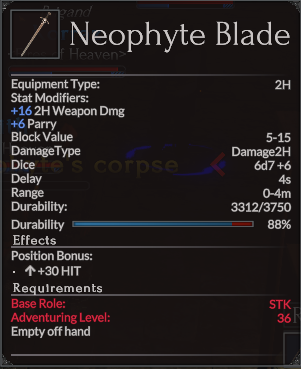 Neophyte Blade
Equipment Type: 2H
Stat Modifiers:
+16 2H Weapon Dmg
+6 Parry
Block Value 5-15
DamageType Damage2H
Dice 6d7 +6
Delay 4s
Range 0-4m
Durability: 3312/3750
Durability 88%
Effects
Position Bonus:
· +30 HIT
Requirements
Base Role: STK
Adventuring Level: 36
Empty off hand